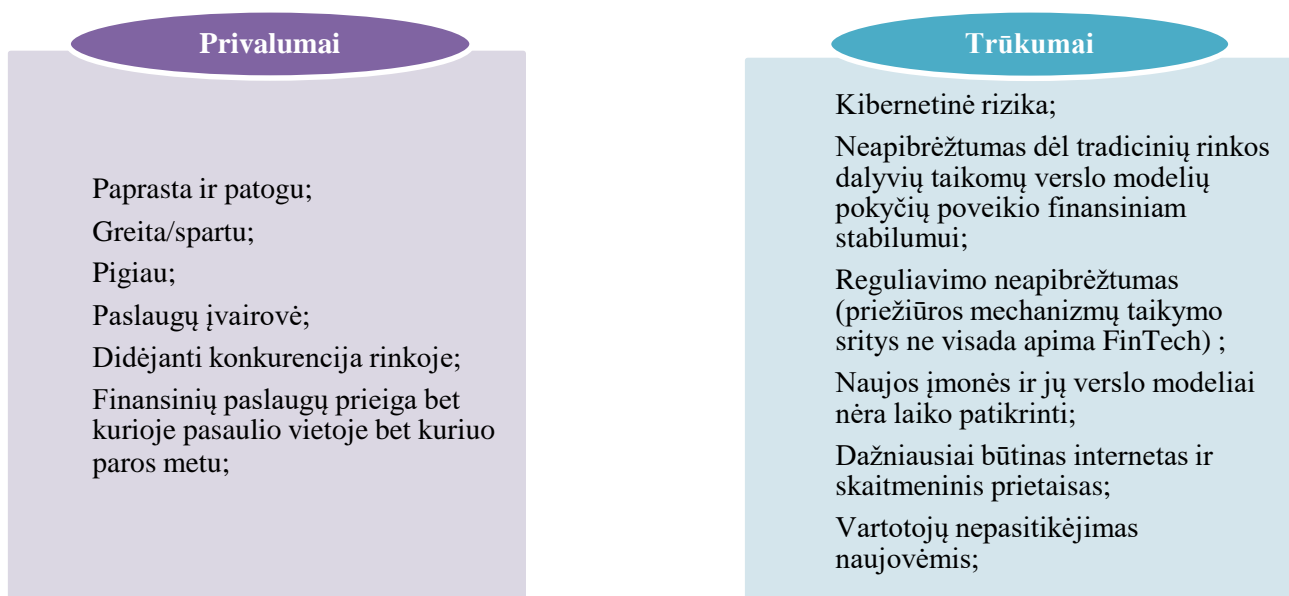 Privalumai
Paprasta ir patogu;
Greita/spartu;
Pigiau;
Paslaugų įvairovė;
Didėjanti konkurencija rinkoje;
Finansinių paslaugų prieiga bet
kurioje pasaulio vietoje bet kuriuo
paros metu;
Trūkumai
Kibernetinė rizika;
Neapibrėžtumas dėl tradicinių rinkos
dalyvių taikomų verslo modelių
pokyčių poveikio finansiniam
stabilumui;
Reguliavimo neapibrėžtumas
(priežiūros mechanizmų taikymo
sritys ne visada apima FinTech) ;
Naujos įmonės ir jų verslo modeliai
nėra laiko patikrinti;
Dažniausiai būtinas internetas ir
skaitmeninis prietaisas;
Vartotojų nepasitikėjimas
naujovėmis;